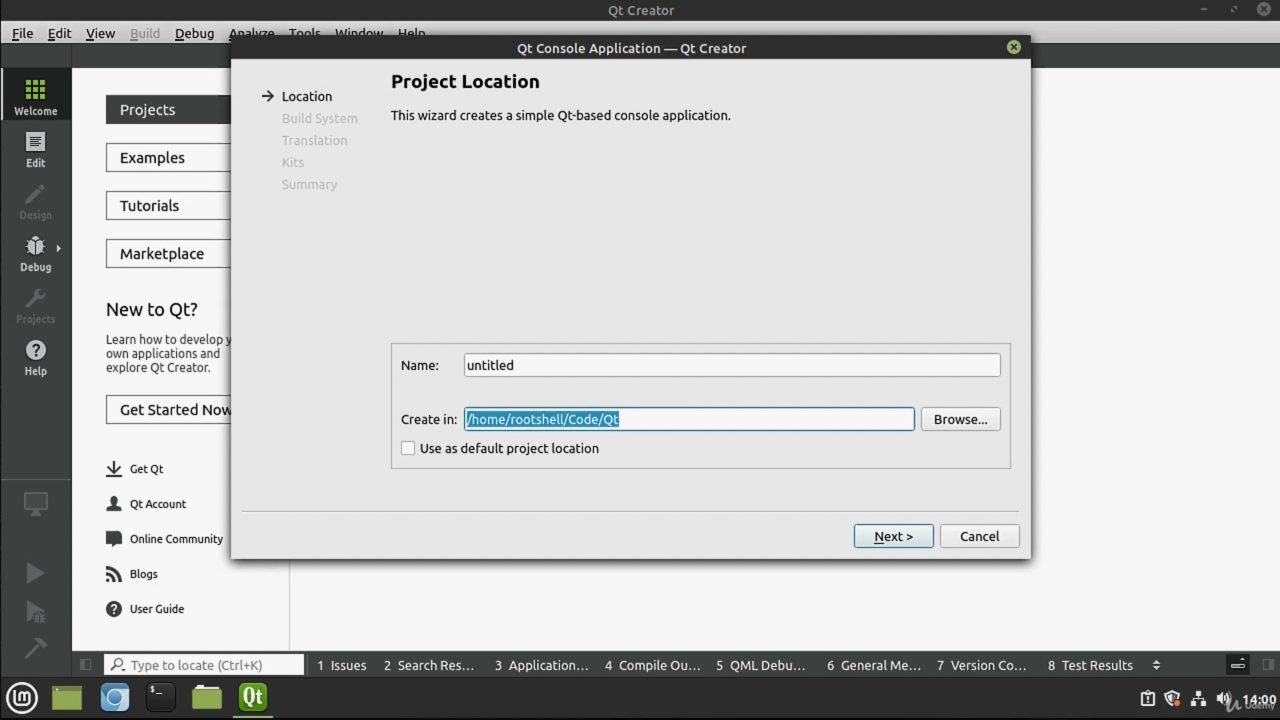 Qt Creator
File Edit View Build Debug Analyze Tools Window Help
Qt Console Application — Qt Creator
Welcome
Edit
Design
Debug
Projects
Help
Projects
Examples
Tutorials
Marketplace
New to Qt?
Learn how to develop
own applications and
explore Qt Creator.
Get Started Now
Get Qt
Qt Account
Online Community
Blogs
User Guide
Location
Build System
Translation
Kits
Summary
Project Location
This wizard creates a simple Qt-based console application.
Name: untitled
Create in: /home/rootshell/Code/Qt Browse...
Use as default project location
Next > Cancel
Type to locate (Ctrl+K) 1 Issues 2 Search Res... 3 Application... 4 Compile Ou... 5 QML Debu... 6 General Me... 7 Version Co... 8 Test Results
Qt
14:00
Udemy